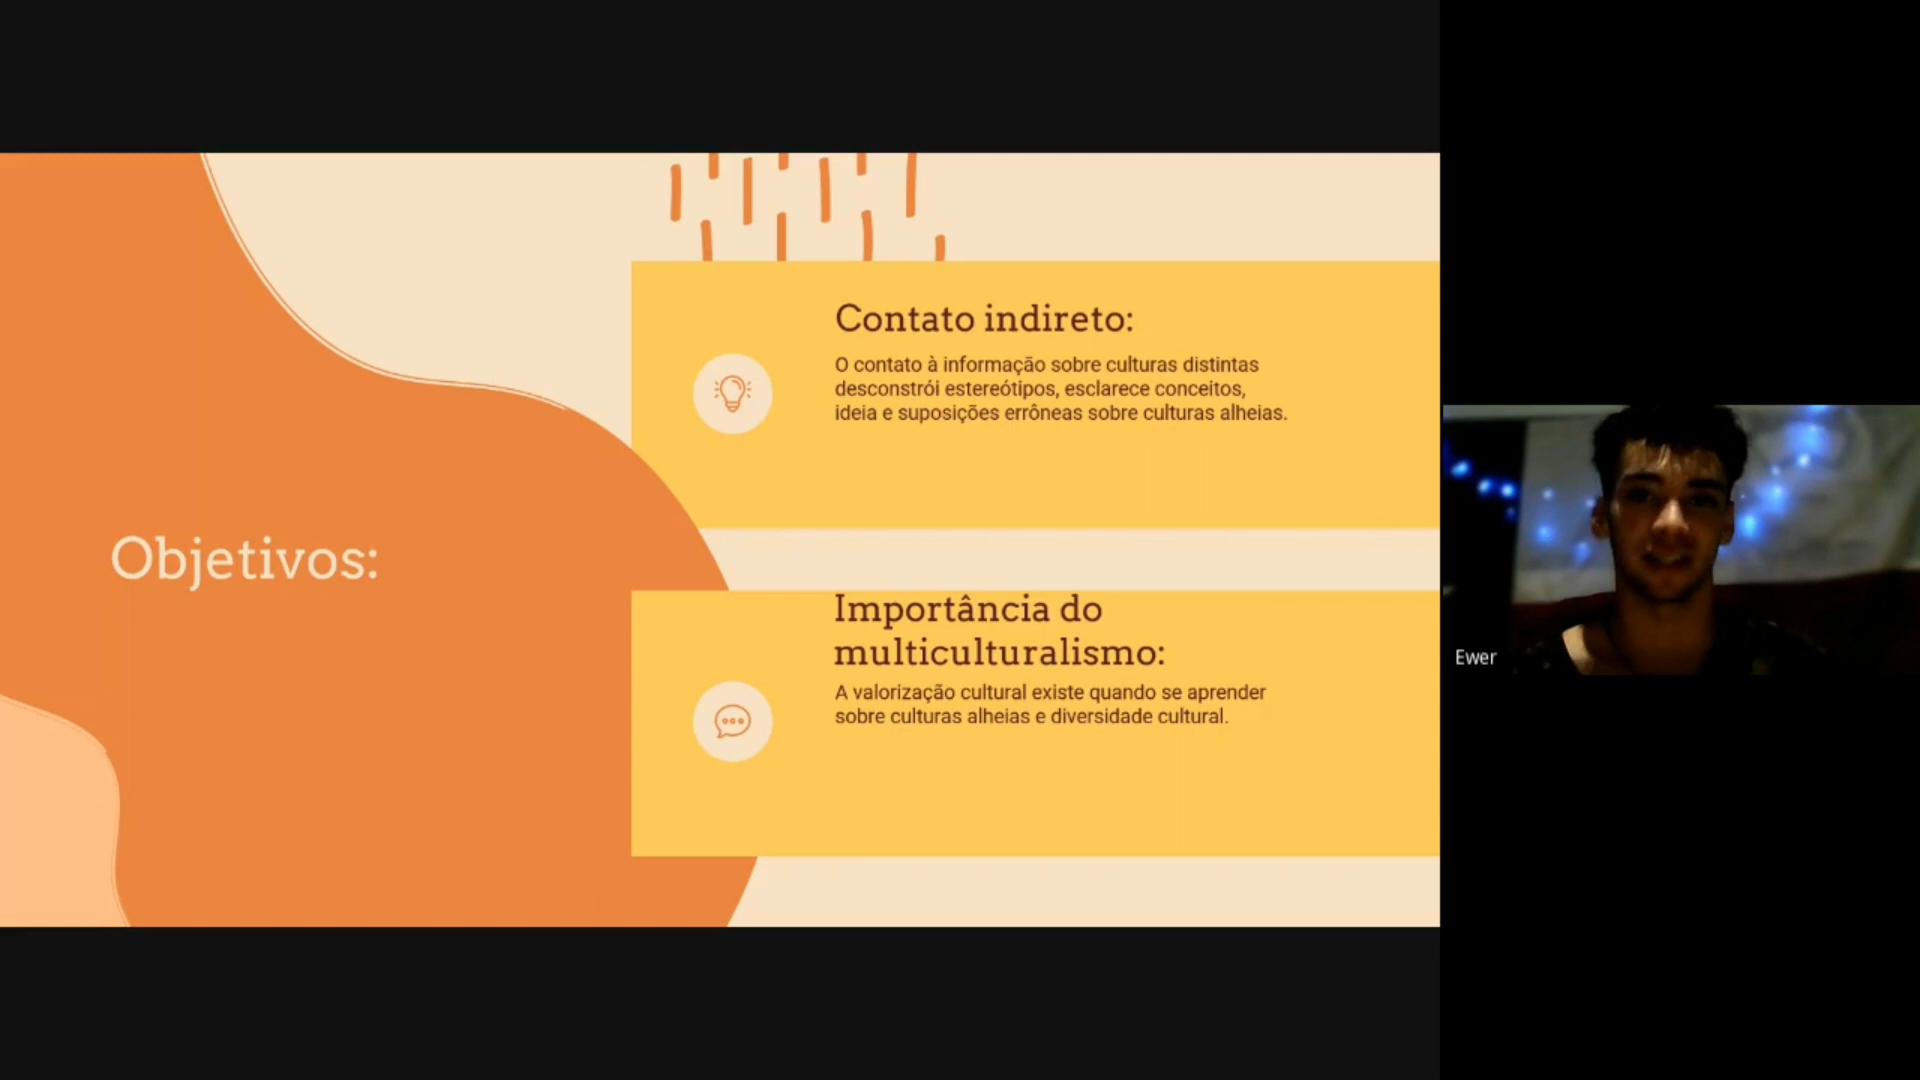 Objetivos:
Contato indireto:
O contato à informação sobre culturas distintas
desconstrói estereótipos, esclarece conceitos,
ideia e suposições errôneas sobre culturas alheias.
Importância do
multiculturalismo:
A valorização cultural existe quando se aprender
sobre culturas alheias e diversidade cultural.
Ewer